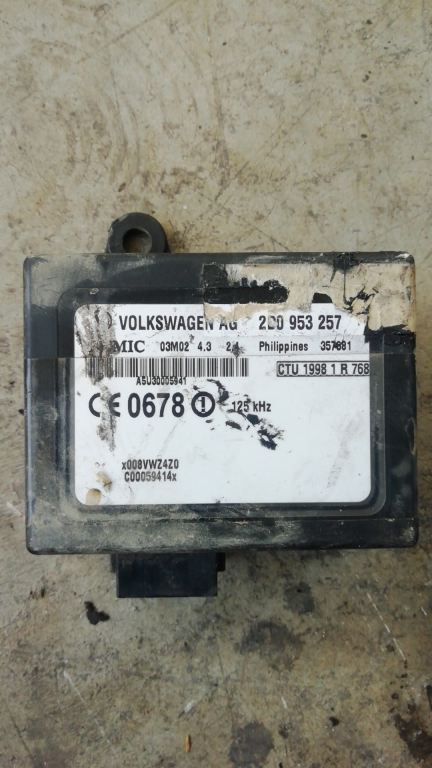 VOLKSWAGEN AG 2D0 953 257
MIC 03M02 4.3 Philippines 357681
A5U30005941 CTU 1998 1 R 768
CE 0678 125 kHz
x008VWZ4Z0
C00059414x